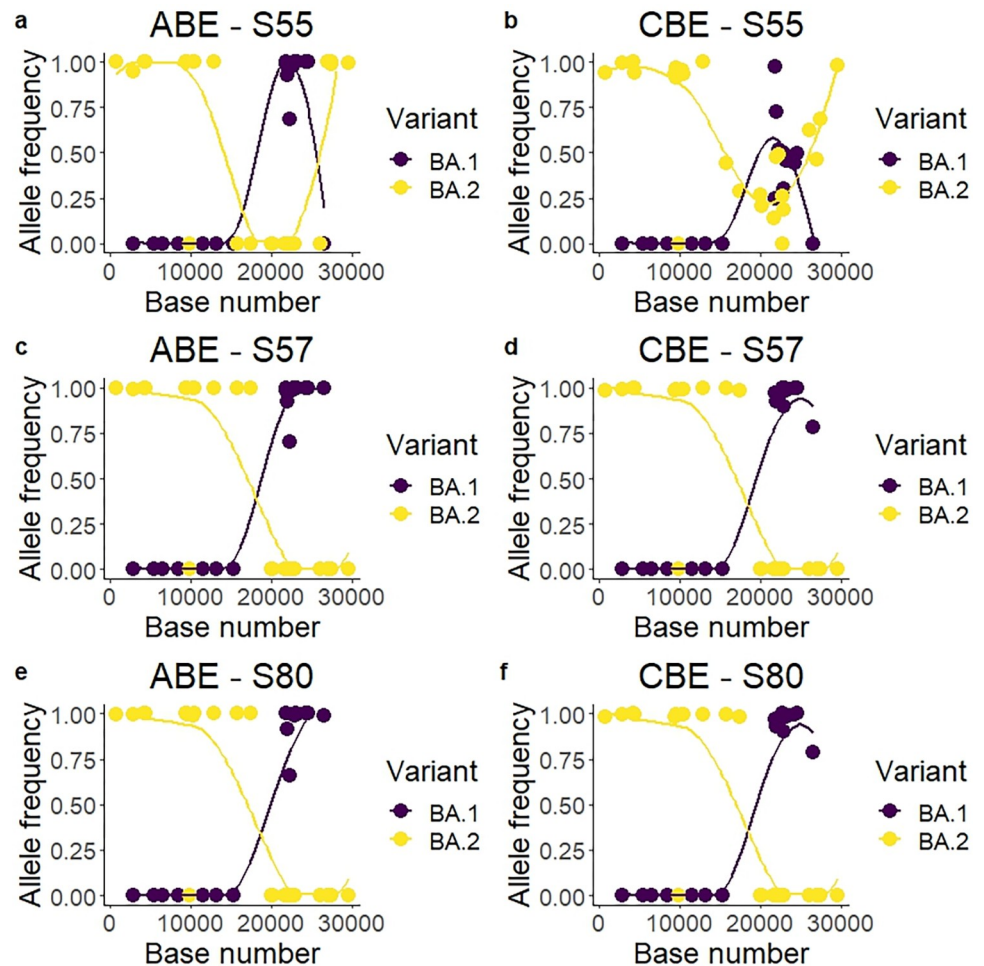 a ABE - S55
Allele frequency
1.00
0.75
0.50
0.25
0.00
0 10000 20000 30000
Base number
Variant
BA.1
BA.2
b CBE - S55
Allele frequency
1.00
0.75
0.50
0.25
0.00
0 10000 20000 30000
Base number
Variant
BA.1
BA.2
c ABE - S57
Allele frequency
1.00
0.75
0.50
0.25
0.00
0 10000 20000 30000
Base number
Variant
BA.1
BA.2
d CBE - S57
Allele frequency
1.00
0.75
0.50
0.25
0.00
0 10000 20000 30000
Base number
Variant
BA.1
BA.2
e ABE - S80
Allele frequency
1.00
0.75
0.50
0.25
0.00
0 10000 20000 30000
Base number
Variant
BA.1
BA.2
f CBE - S80
Allele frequency
1.00
0.75
0.50
0.25
0.00
0 10000 20000 30000
Base number
Variant
BA.1
BA.2